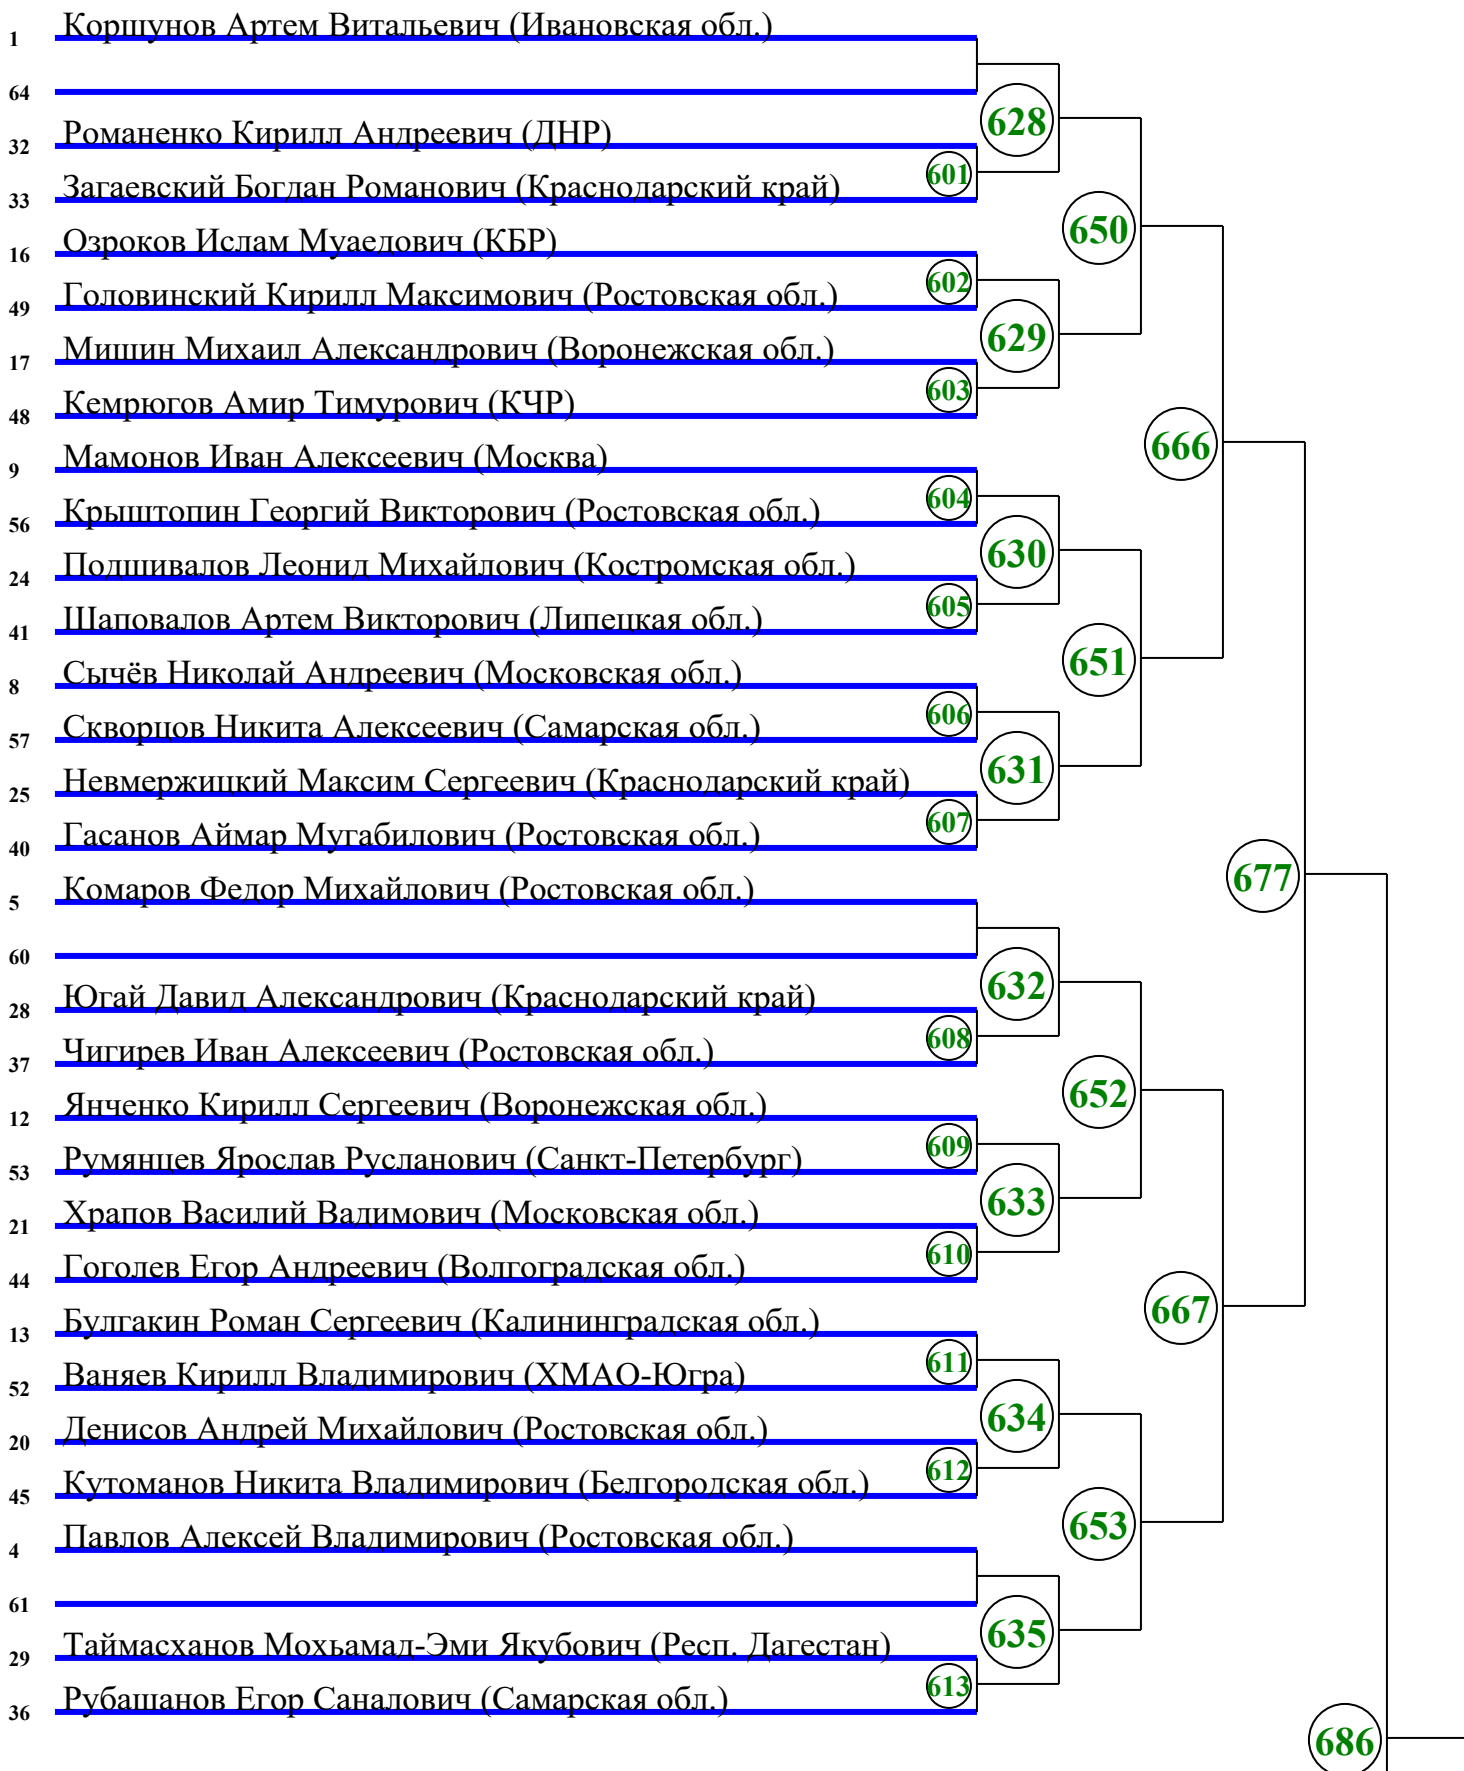 1 Коршунов Артем Витальевич (Ивановская обл.)
64
628
32 Романенко Кирилл Андреевич (ДНР)
601
33 Загаевский Богдан Романович (Краснодарский край)
650
16 Озроков Ислам Муаедович (КБР)
602
49 Головинский Кирилл Максимович (Ростовская обл.)
629
17 Мишин Михаил Александрович (Воронежская обл.)
603
48 Кемрюгов Амир Тимурович (КЧР)
666
9 Мамонов Иван Алексеевич (Москва)
604
56 Крыштопин Георгий Викторович (Ростовская обл.)
630
24 Подшивалов Леонид Михайлович (Костромская обл.)
605
41 Шаповалов Артем Викторович (Липецкая обл.)
651
8 Сычёв Николай Андреевич (Московская обл.)
606
57 Скворцов Никита Алексеевич (Самарская обл.)
631
25 Невмержицкий Максим Сергеевич (Краснодарский край)
607
40 Гасанов Аймар Мугабилович (Ростовская обл.)
677
5 Комаров Федор Михайлович (Ростовская обл.)
60
632
28 Югай Давид Александрович (Краснодарский край)
608
37 Чигирев Иван Алексеевич (Ростовская обл.)
652
12 Янченко Кирилл Сергеевич (Воронежская обл.)
609
53 Румянцев Ярослав Русланович (Санкт-Петербург)
633
21 Храпов Василий Вадимович (Московская обл.)
610
44 Гоголев Егор Андреевич (Волгоградская обл.)
667
13 Булгакин Роман Сергеевич (Калининградская обл.)
611
52 Ваняев Кирилл Владимирович (ХМАО-Югра)
634
20 Денисов Андрей Михайлович (Ростовская обл.)
612
45 Кутоманов Никита Владимирович (Белгородская обл.)
653
4 Павлов Алексей Владимирович (Ростовская обл.)
61
635
29 Таймасханов Мохьамад-Эми Якубович (Респ. Дагестан)
613
36 Рубашанов Егор Саналович (Самарская обл.)
686